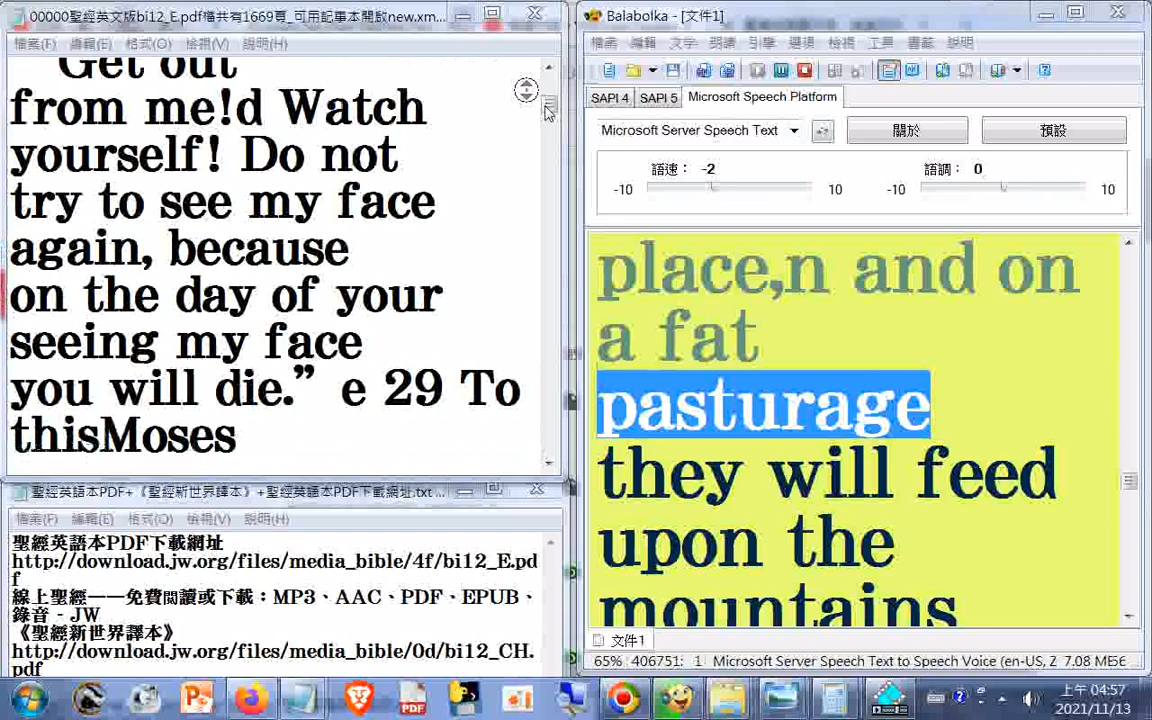 00000聖經英文版bi12_E.pdf檔共有1669頁_可用記事本開啟new.xm...
檔案(F) 編輯(E) 格式(O) 檢視(V) 說明(H)
Get out
from me!d Watch
yourself! Do not
try to see my face
again, because
on the day of your
seeing my face
you will die.” e 29 To
thisMoses
聖經英語本PDF+《聖經新世界譯本》+聖經英語本PDF下載網址.txt ...
檔案(F) 編輯(E) 格式(O) 檢視(V) 說明(H)
聖經英語本PDF下載網址
http://download.jw.org/files/media_bible/4f/bi12_E.pd
f
線上聖經——免費閱讀或下載：MP3、AAC、PDF、EPUB、
錄音 - JW
《聖經新世界譯本》
http://download.jw.org/files/media_bible/0d/bi12_CH.
pdf
Balabolka - [文件1]
檔案 編輯 文字 朗讀 引擎 選項 檢視 工具 書籤 說明
SAPI 4 SAPI 5 Microsoft Speech Platform
Microsoft Server Speech Text 關於 預設
語速： -2 語調： 0
-10 10 -10 10
place,n and on
a fat
pasturage
they will feed
upon the
mountains
文件1
65% 406751: 1 Microsoft Server Speech Text to Speech Voice (en-US, Z 7.08 МБ
上午 04:57
2021/11/13